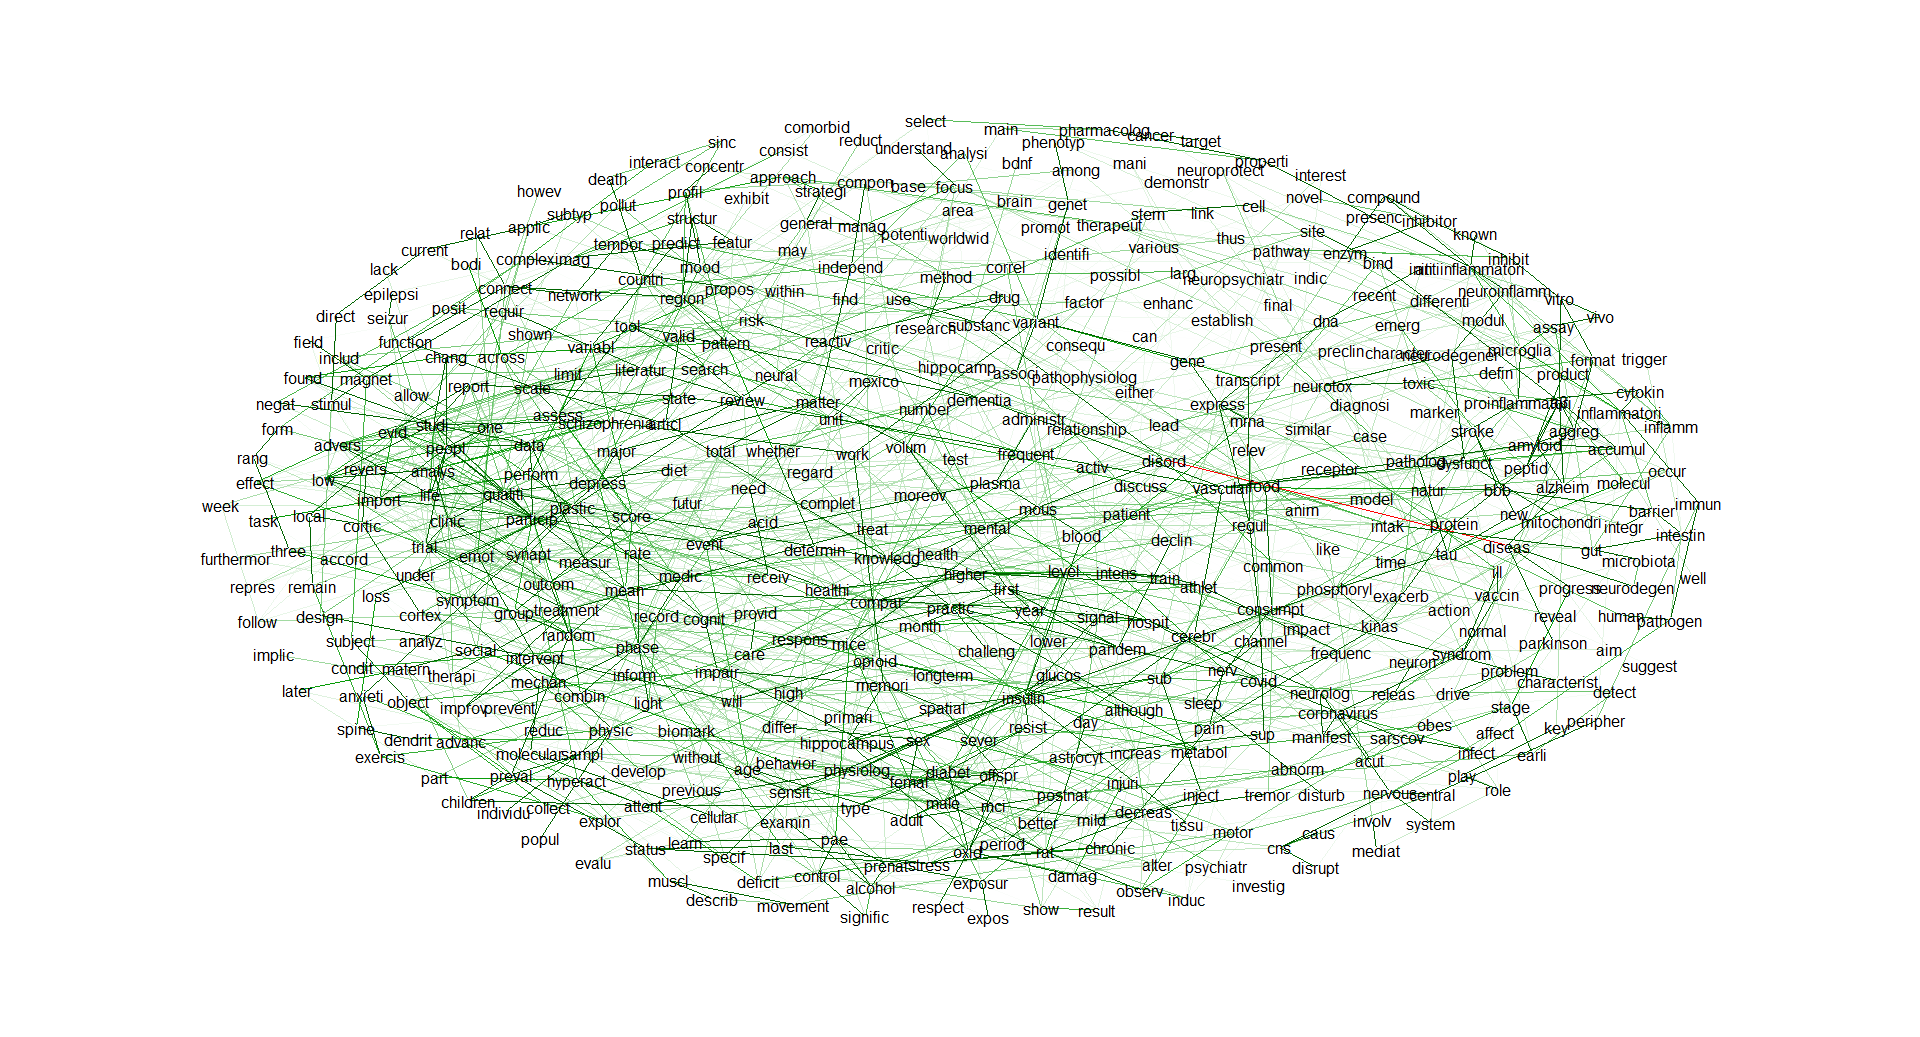 select
comorbid
main
pharmacolog
cancer
sinc
reduct
phenotyp
target
consist
understand
analysi
interact
concentr
bdnf
mani
properti
death
approach
compon
among
neuroprotect
interest
howev
profil
strategi
base
focus
demonstr
pollut
exhibit
brain
genet
cell
novel
compound
subtyp
structur
area
stem
link
presenc
inhibitor
relat
applic
general
manag
potenti
worldwid
promot
therapeut
thus
site
known
current
tempor
predict
featur
may
identifi
various
pathway
enzym
inhibit
lack
bodi
compleximag
mood
independ
method
correl
possibl
larg
neuropsychiatr
indic
bind
antiinflammatori
epilepsi
connect
network
countri
region
propos
within
find
use
drug
factor
enhanc
final
recent
differenti
neuroinflamm
vitro
direct
seizur
posit
requir
risk
research
substanc
variant
establish
dna
emerg
modul
assay
vivo
field
function
shown
variabl
tool
valid
pattern
reactiv
critic
consequ
can
present
preclin
character
neurodegener
microglia
format
trigger
includ
chang
across
limit
literatur
search
neural
mexico
hippocamp
associ
pathophysiolog
gene
transcript
neurotox
toxic
defin
product
found
magnet
allow
report
scale
state
review
matter
number
dementia
either
express
diagnosi
marker
proinflammatori
cytokin
negat
stimul
assess
schizophrenia
articl
unit
administr
relationship
lead
mrna
similar
case
stroke
aggreg
inflammatori
inflamm
form
evid
studi
one
advers
peopl
data
major
total
whether
work
volum
test
frequent
activ
disord
relev
receptor
patholog
dysfunct
amyloid
peptid
accumul
rang
revers
analys
perform
depress
diet
regard
plasma
discuss
vascular
food
model
natur
bbb
alzheim
molecul
occur
effect
low
import
life
qualiti
plastic
futur
need
complet
moreov
mous
patient
anim
intak
new
barrier
immun
week
task
local
cortic
clinic
particip
score
acid
treat
mental
blood
regul
protein
mitochondri
integr
intestin
furthermor
three
accord
trial
emot
synapt
measur
rate
event
determin
knowledg
health
declin
like
time
tau
diseas
gut
microbiota
repres
remain
under
outcom
mean
medic
receiv
healthi
higher
first
level
intens
train
athlet
common
phosphoryl
exacerb
ill
vaccin
progress
neurodegen
well
follow
design
loss
cortex
symptom
group
treatment
record
cognit
provid
compar
practic
month
year
signal
hospit
consumpt
action
reveal
human
pathogen
implic
subject
analyz
social
random
intervent
phase
care
respons
mice
opioid
challeng
lower
pandem
cerebr
channel
impact
frequenc
kinas
neuron
normal
syndrom
parkinson
aim
suggest
later
condit
matern
therapi
mechan
combin
inform
impair
memori
longterm
glucos
sub
nerv
covid
neurolog
releas
drive
problem
characterist
detect
anxieti
object
improv
prevent
light
will
high
primari
spatial
insulin
although
sleep
coronavirus
obes
stage
peripher
spine
dendrit
advanc
reduc
physic
biomark
differ
hippocampus
sex
sever
resist
day
pain
sup
manifest
sarscov
affect
key
exercis
molecular
sampl
without
age
behavior
physiolog
diabet
offspr
astrocyt
increas
metabol
abnorm
acut
infect
earli
part
preval
hyperact
develop
previous
sensit
femal
injuri
play
children
individu
collect
attent
type
male
mci
postnat
inject
tremor
disturb
nervous
central
role
popul
explor
cellular
examin
adult
better
mild
decreas
tissu
motor
caus
involv
system
evalu
status
learn
specif
last
pae
oxid
period
rat
chronic
cns
mediat
muscl
deficit
control
prenat
stress
alter
psychiatr
disrupt
describ
movement
alcohol
exposur
damag
observ
investig
signific
respect
expos
show
result
induc